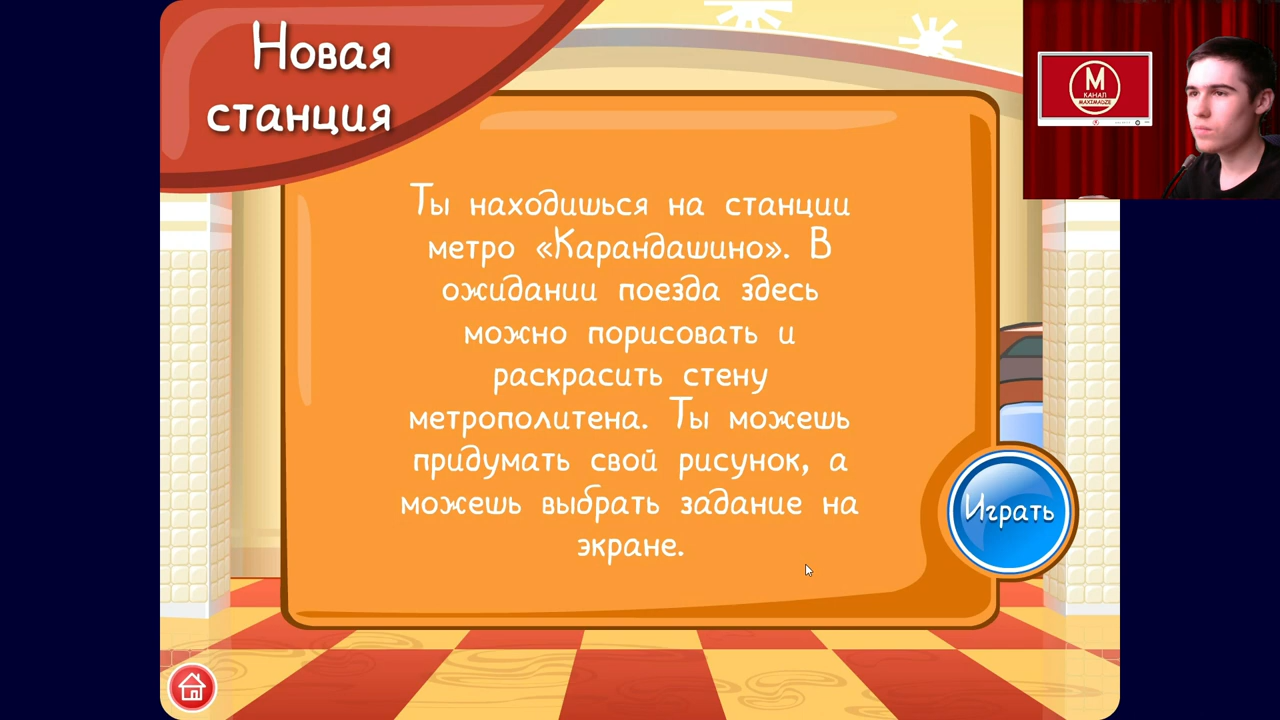 Новая
станция
М
КАНАЛ
MAXIMADZE
Ты находишься на станции
метро «Карандашино». В
ожидании поезда здесь
можно порисовать и
раскрасить стену
метрополитена. Ты можешь
придумать свой рисунок, а
можешь выбрать задание на
экране.
Играть